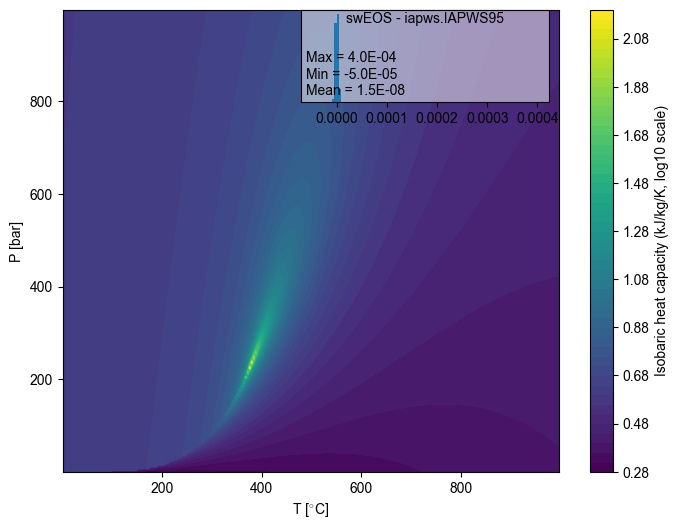 swEOS - iapws.IAPWS95
Max = 4.0E-04
Min = -5.0E-05
Mean = 1.5E-08
0.0000 0.0001 0.0002 0.0003 0.0004
800
600
400
200
P [bar]
200 400 600 800
T [°C]
2.08
1.88
1.68
1.48
1.28
1.08
0.88
0.68
0.48
0.28
Isobaric heat capacity (kJ/kg/K, log10 scale)